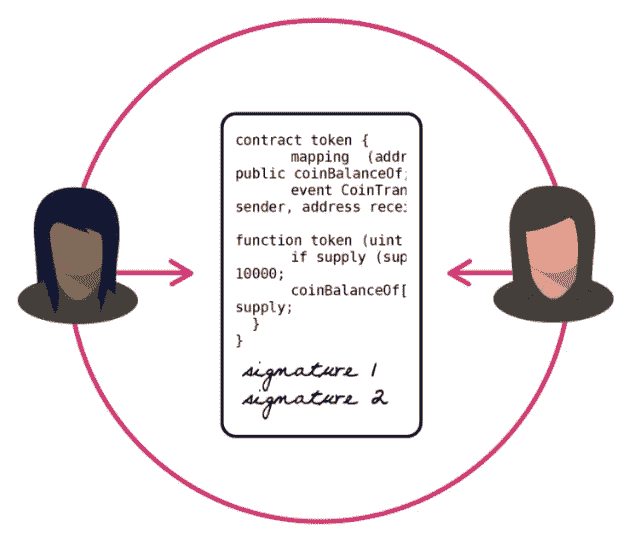 contract token {
mapping (addr
public coinBalanceOf;
event CoinTran
sender, address recei
function token (uint
if supply (sup
10000;
coinBalanceOf[
supply;
}
}
signature 1
signature 2